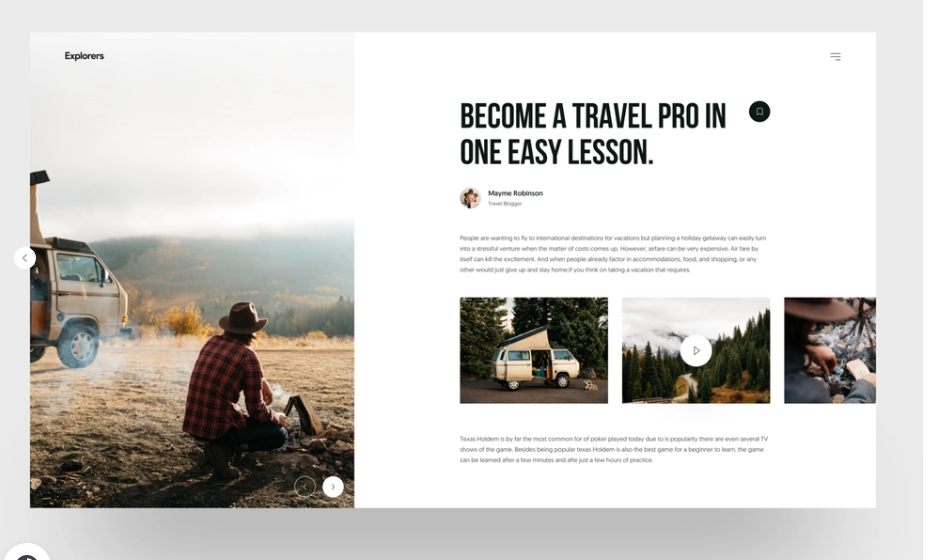 Explorers
BECOME A TRAVEL PRO IN
ONE EASY LESSON.
Mayme Robinson
Travel Blogger
People are wanting to fly to international destinations for vacations but planning a holiday getaway can easily turn
into a stressful venture when the matter of costs comes up. However, airfare can be very expensive. Air fare by
itself can kill the excitement. And when people already factor in accommodations, food, and shopping, or any
other would just give up and stay home.If you think on taking a vacation that requires.
Texas Holdem is by far the most common for of poker played today due to is popularity there are even several TV
shows of the game. Besides being popular texas Holdem is also the best game for a beginner to learn, the game
can be learned after a few minutes and afte just a few hours of practice.